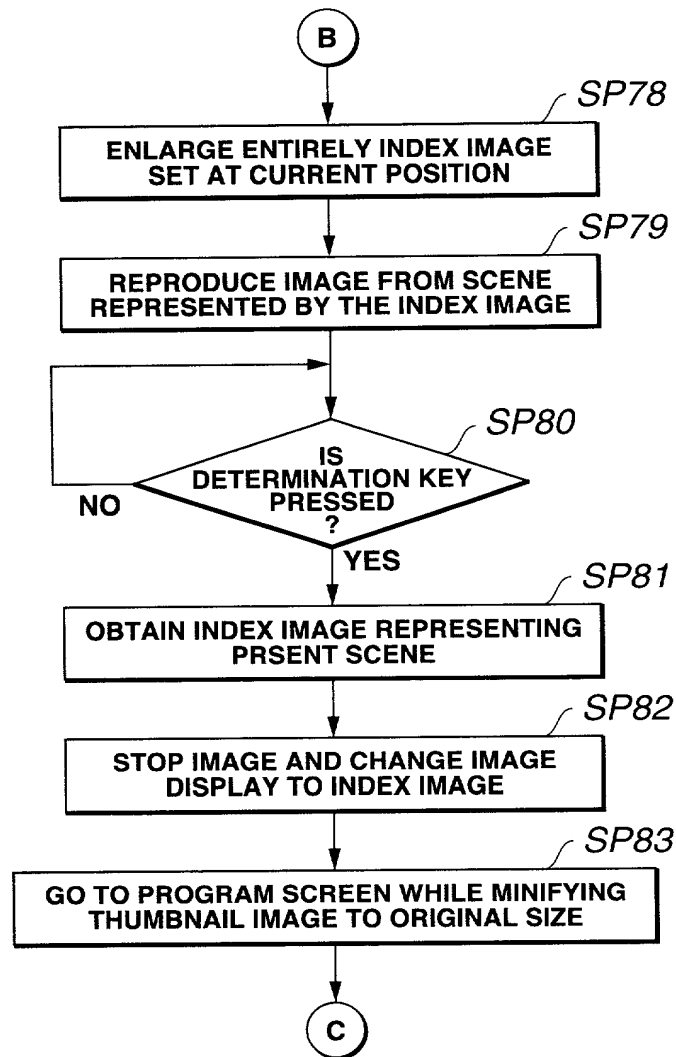 B
SP78
ENLARGE ENTIRELY INDEX IMAGE
SET AT CURRENT POSITION
SP79
REPRODUCE IMAGE FROM SCENE
REPRESENTED BY THE INDEX IMAGE
SP80
IS
DETERMINATION KEY
PRESSED
?
NO
YES
SP81
OBTAIN INDEX IMAGE REPRESENTING
PRSENT SCENE
SP82
STOP IMAGE AND CHANGE IMAGE
DISPLAY TO INDEX IMAGE
SP83
GO TO PROGRAM SCREEN WHILE MINIFYING
THUMBNAIL IMAGE TO ORIGINAL SIZE
C